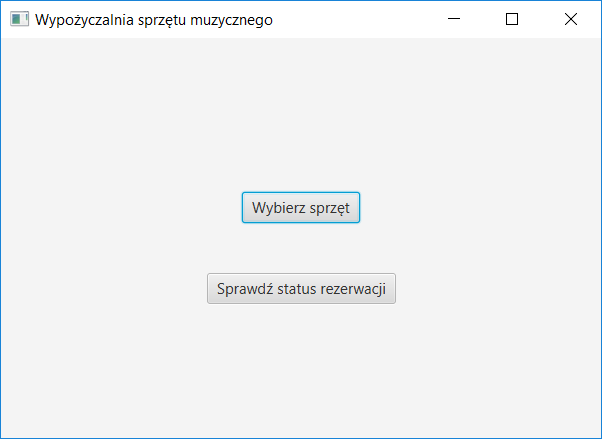 Wypożyczalnia sprzętu muzycznego
Wybierz sprzęt
Sprawdź status rezerwacji